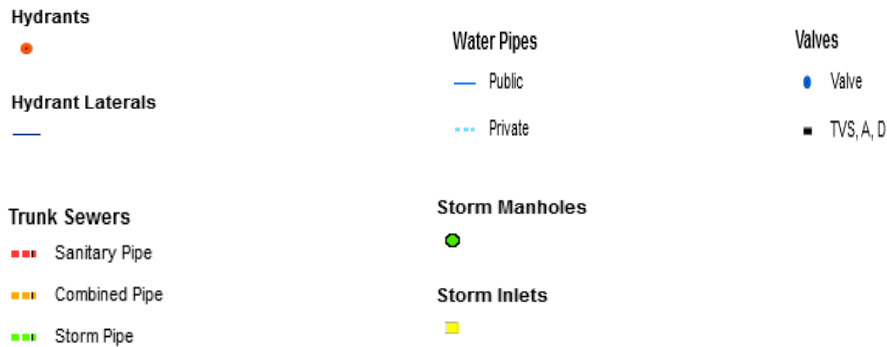 Hydrants
Hydrant Laterals
Water Pipes
Public
Private
Valves
Valve
TVS, A, D
Trunk Sewers
Sanitary Pipe
Combined Pipe
Storm Pipe
Storm Manholes
Storm Inlets